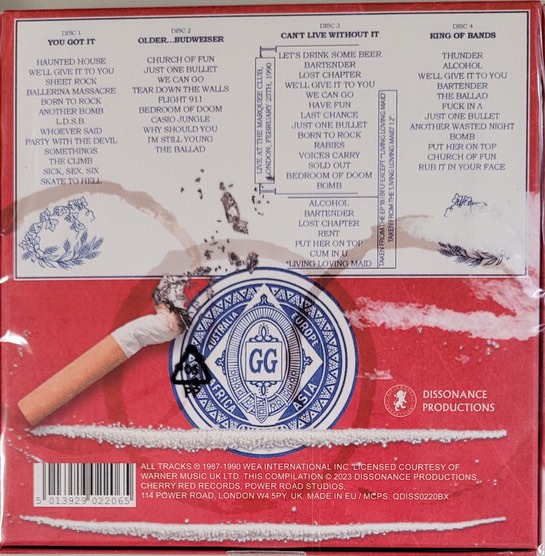 DISC 1
YOU GOT IT
HAUNTED HOUSE
WE'LL GIVE IT TO YOU
SHEET ROCK
BALLERINA MASSACRE
BORN TO ROCK
ANOTHER BOMB
L.D.S.B.
WHOEVER SAID
PARTY WITH THE DEVIL
SOMETHINGS
THE CLIMB
SICK, SEX, SIX
SKATE TO HELL
DISC 2
OLDER...BUDWEISER
CHURCH OF FUN
JUST ONE BULLET
WE CAN GO
TEAR DOWN THE WALLS
FLIGHT 911
BEDROOM OF DOOM
CASIO JUNGLE
WHY SHOULD YOU
I'M STILL YOUNG
THE BALLAD
DISC 3
CAN'T LIVE WITHOUT IT
LIVE AT THE MARQUEE CLUB,
LONDON, FEBRUARY 25TH, 1990
LET'S DRINK SOME BEER
BARTENDER
LOST CHAPTER
WE'LL GIVE IT TO YOU
WE CAN GO
HAVE FUN
LAST CHANCE
JUST ONE BULLET
BORN TO ROCK
RABIES
VOICES CARRY
SOLD OUT
BEDROOM OF DOOM
BOMB
ALCOHOL
BARTENDER
LOST CHAPTER
RENT
PUT HER ON TOP
CUM IN U
*LIVING LOVING MAID
TAKEN FROM THE 'LIVING LOVING MAID' 12"
DISC 4
KING OF BANDS
THUNDER
ALCOHOL
WE'LL GIVE IT TO YOU
BARTENDER
THE BALLAD
FUCK IN A
JUST ONE BULLET
ANOTHER WASTED NIGHT
BOMB
PUT HER ON TOP
CHURCH OF FUN
RUB IT IN YOUR FACE
AUSTRALIA
EUROPE
AFRICA
ASIA
GG
DISSONANCE
PRODUCTIONS
5 013929 022065
ALL TRACKS ℗ 1987-1990 WEA INTERNATIONAL INC. LICENSED COURTESY OF
WARNER MUSIC UK LTD. THIS COMPILATION © 2023 DISSONANCE PRODUCTIONS,
CHERRY RED RECORDS, POWER ROAD STUDIOS,
114 POWER ROAD, LONDON W4 5PY. UK. MADE IN EU / MCPS. QDISS0220BX